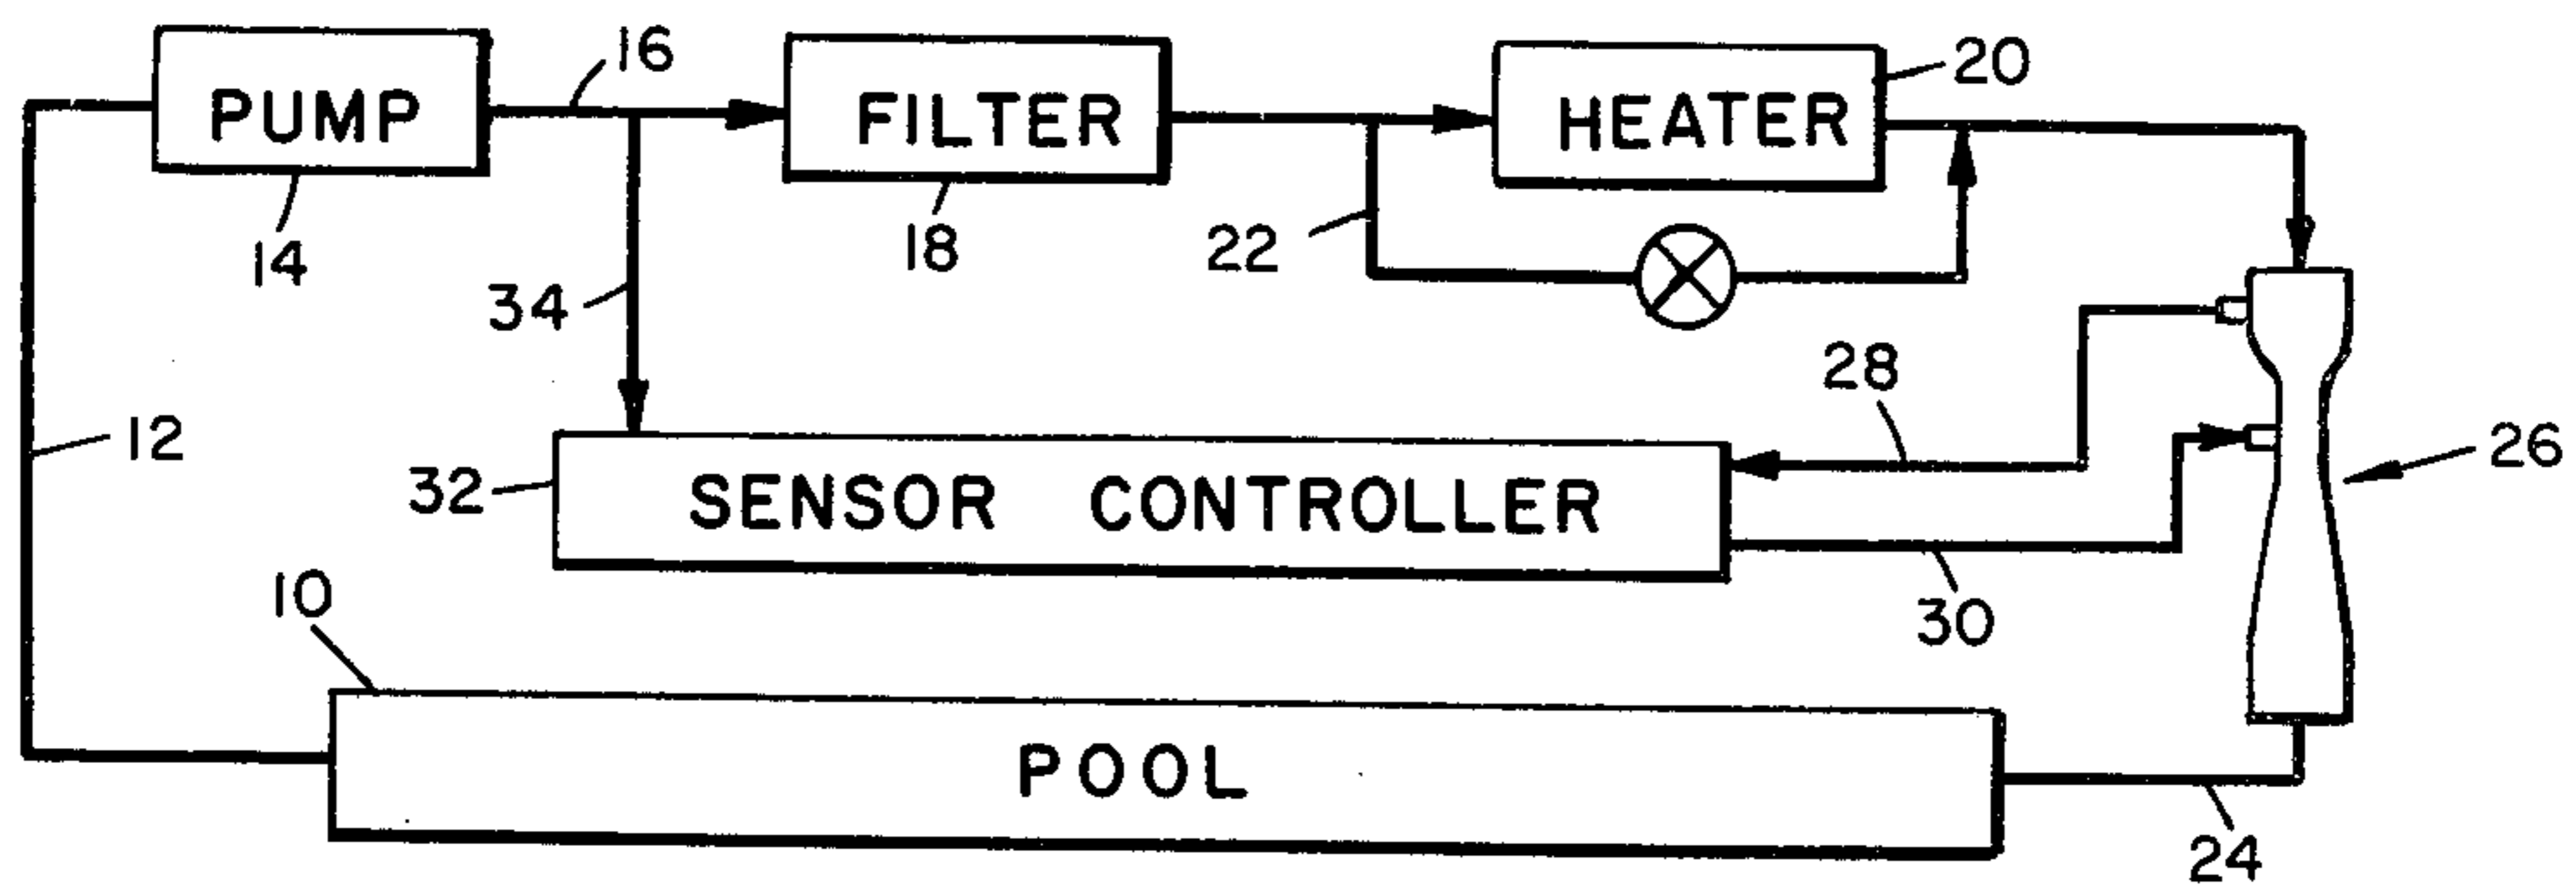 16
20
PUMP
FILTER
HEATER
14
18
22
34
28
12
26
32
SENSOR CONTROLLER
10
30
POOL
24